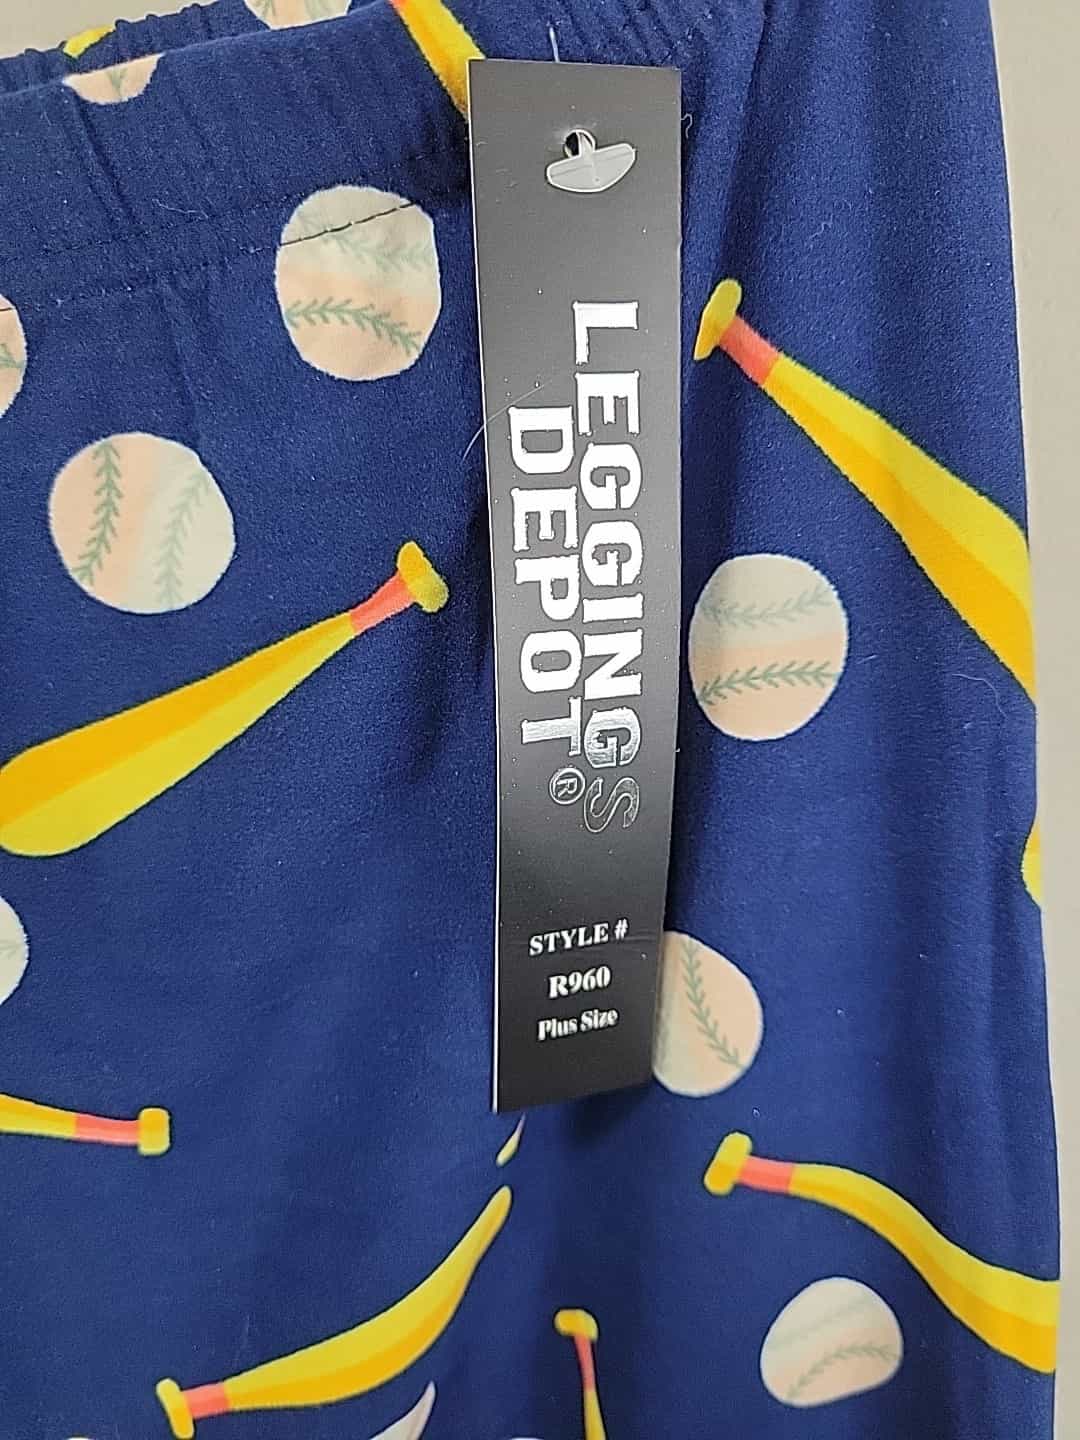 LEGGINGS
DEPOT®
STYLE #
R960
Plus Size